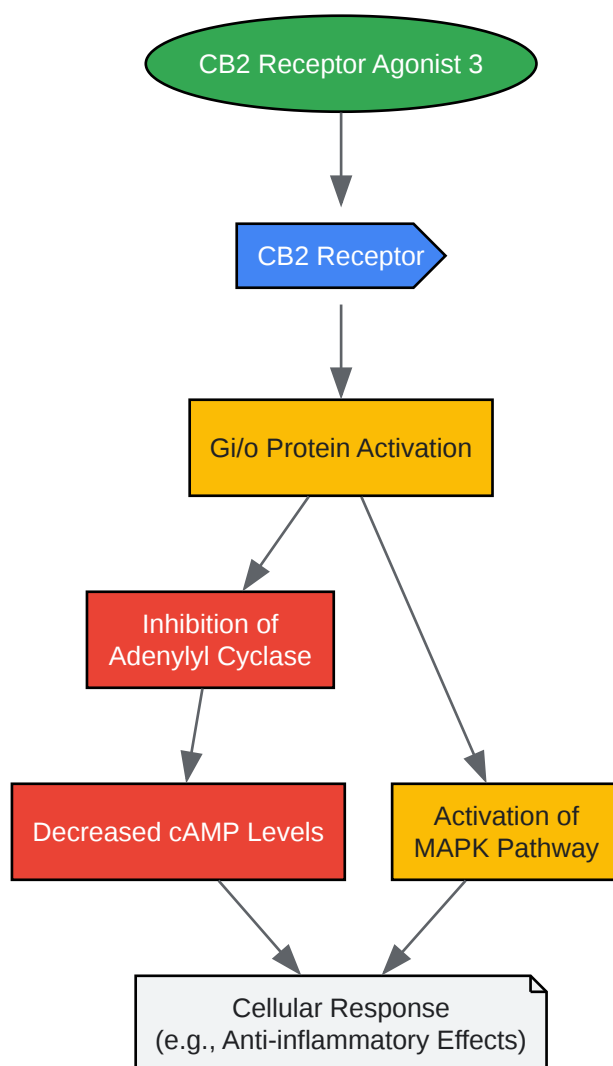 CB2 Receptor Agonist 3
CB2 Receptor
Gi/o Protein Activation
Inhibition of
Adenylyl Cyclase
Decreased cAMP Levels
Activation of
MAPK Pathway
Cellular Response
(e.g., Anti-inflammatory Effects)